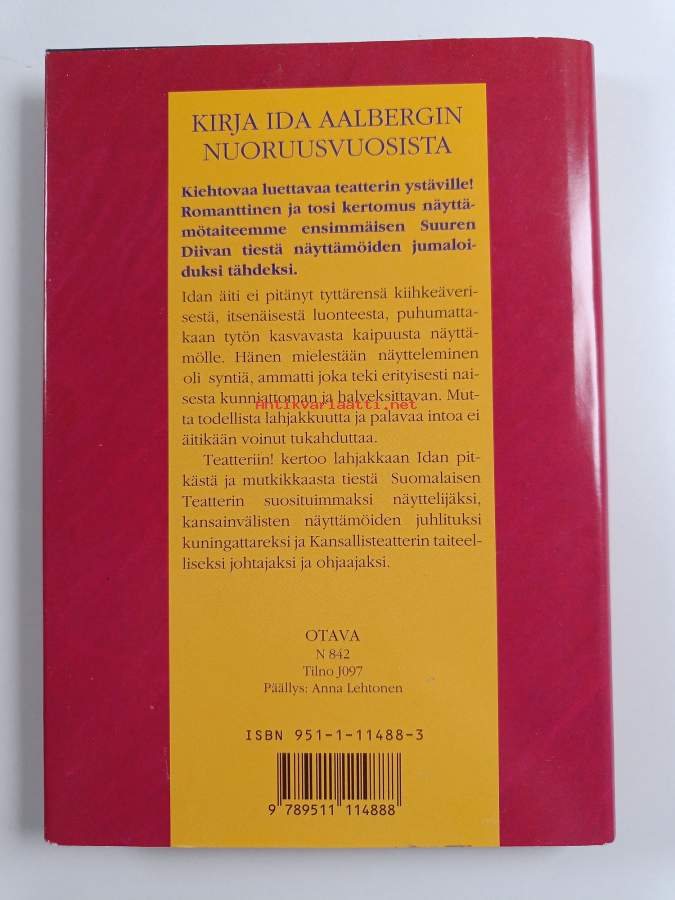 KIRJA IDA AALBERGIN
NUORUUSVUOSISTA
Kiehtovaa luettavaa teatterin ystäville!
Romanttinen ja tosi kertomus näyttä-
mötaiteemme ensimmäisen Suuren
Diivan tiestä näyttämöiden jumaloi-
duksi tähdeksi.
Idan äiti ei pitänyt tyttärensä kiihkeäveri-
sestä, itsenäisestä luonteesta, puhumatta-
kaan tytön kasvavasta kaipuusta näyttä-
mölle. Hänen mielestään näytteleminen
oli syntiä, ammatti joka teki erityisesti nai-
sesta kunniattoman ja halveksittavan. Mut-
Antikvariaatti.net
ta todellista lahjakkuutta ja palavaa intoa ei
äitikään voinut tukahduttaa.
Teatteriin! kertoo lahjakkaan Idan pit-
kästä ja mutkikkaasta tiestä Suomalaisen
Teatterin suosituimmaksi näyttelijäksi,
kansainvälisten näyttämöiden juhlituksi
kuningattareksi ja Kansallisteatterin taiteel-
liseksi johtajaksi ja ohjaajaksi.
OTAVA
N 842
Tilno J097
Päällys: Anna Lehtonen
ISBN 951-1-11488-3
9 789511 114888